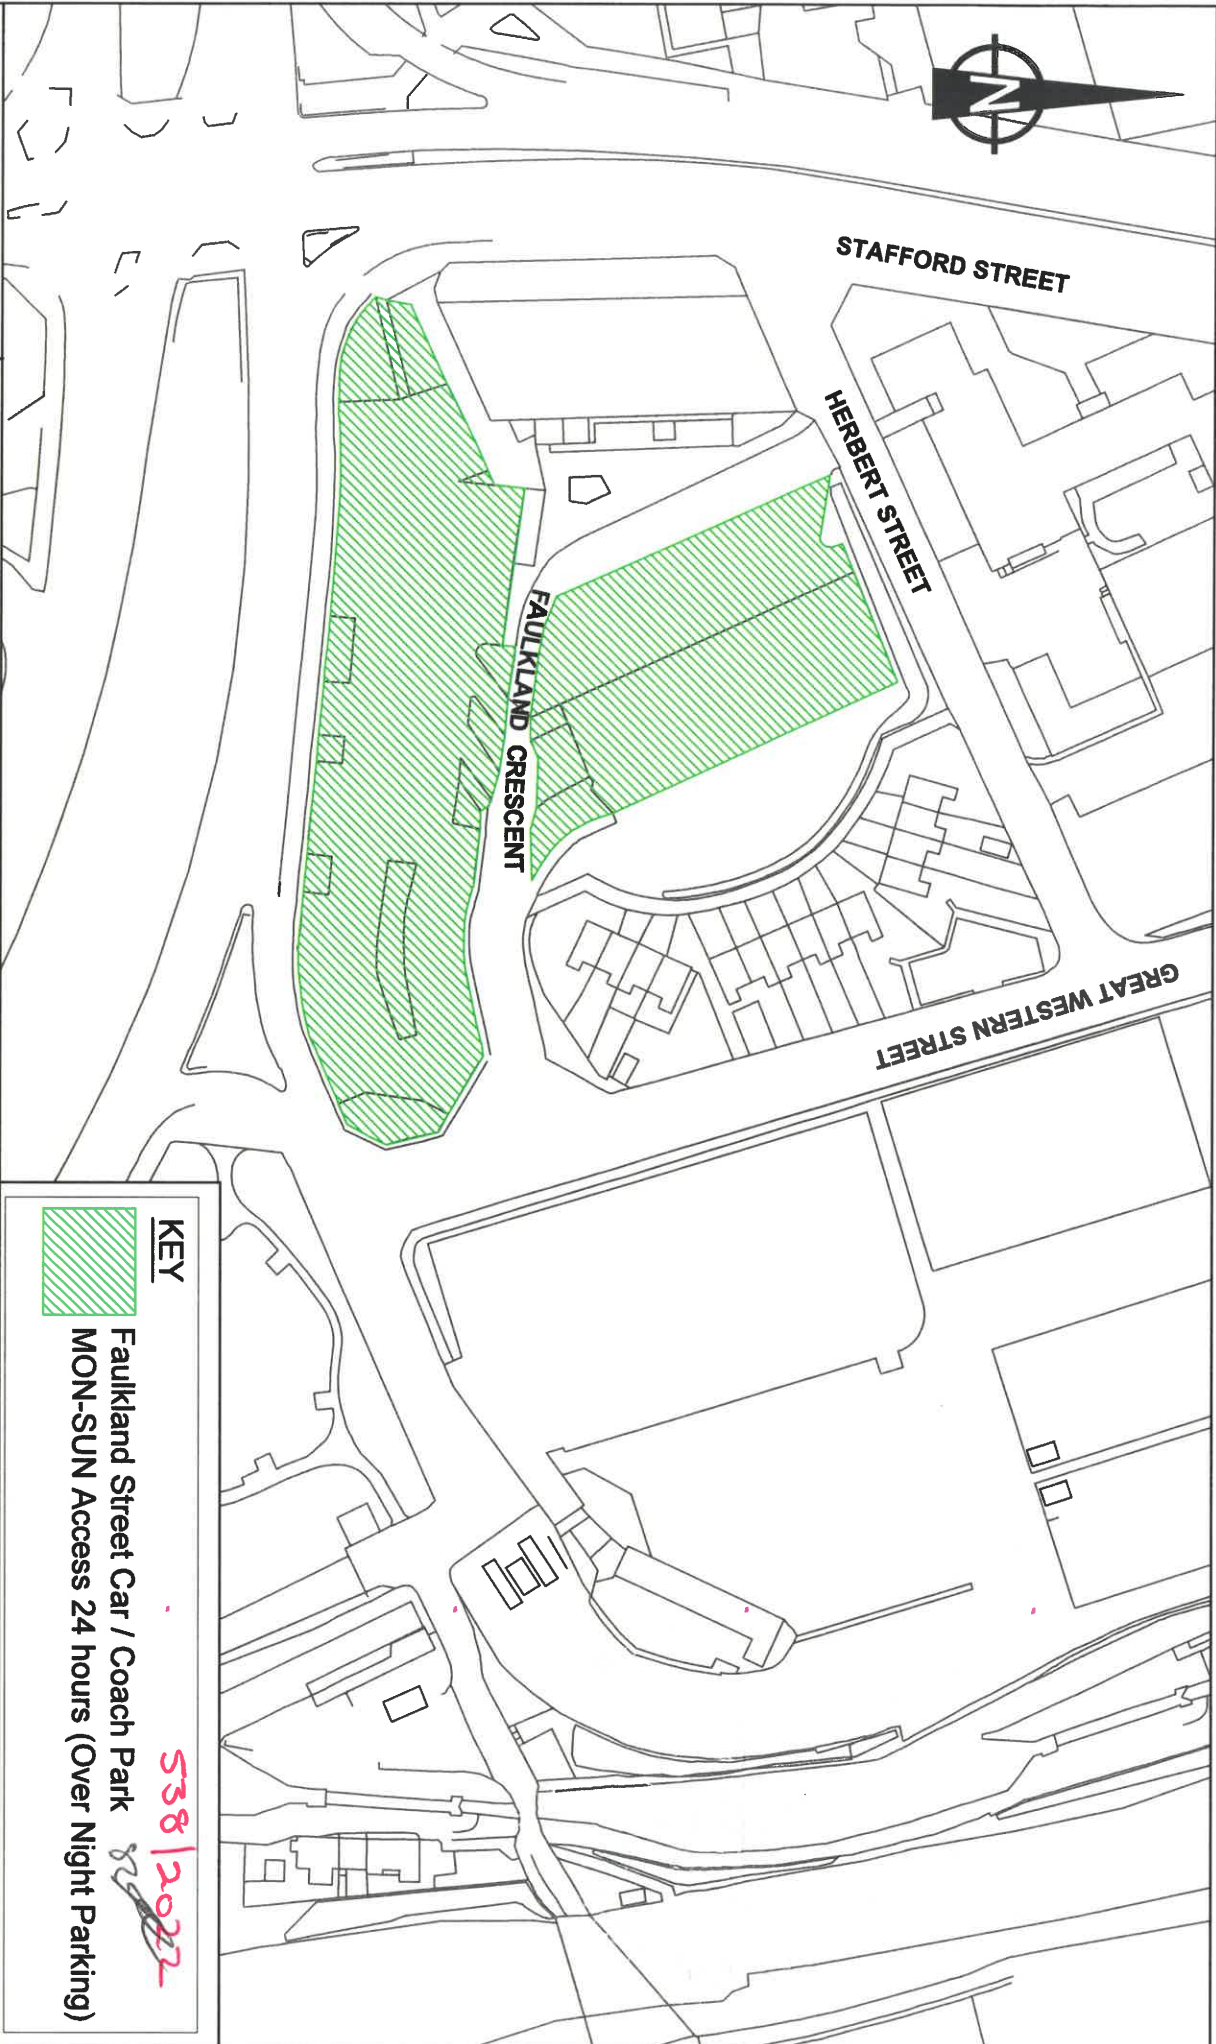 N
STAFFORD STREET
HERBERT STREET
FAULKLAND CRESCENT
GREAT WESTERN STREET
KEY
538/2022
Faulkland Street Car / Coach Park
MON-SUN Access 24 hours (Over Night Parking)